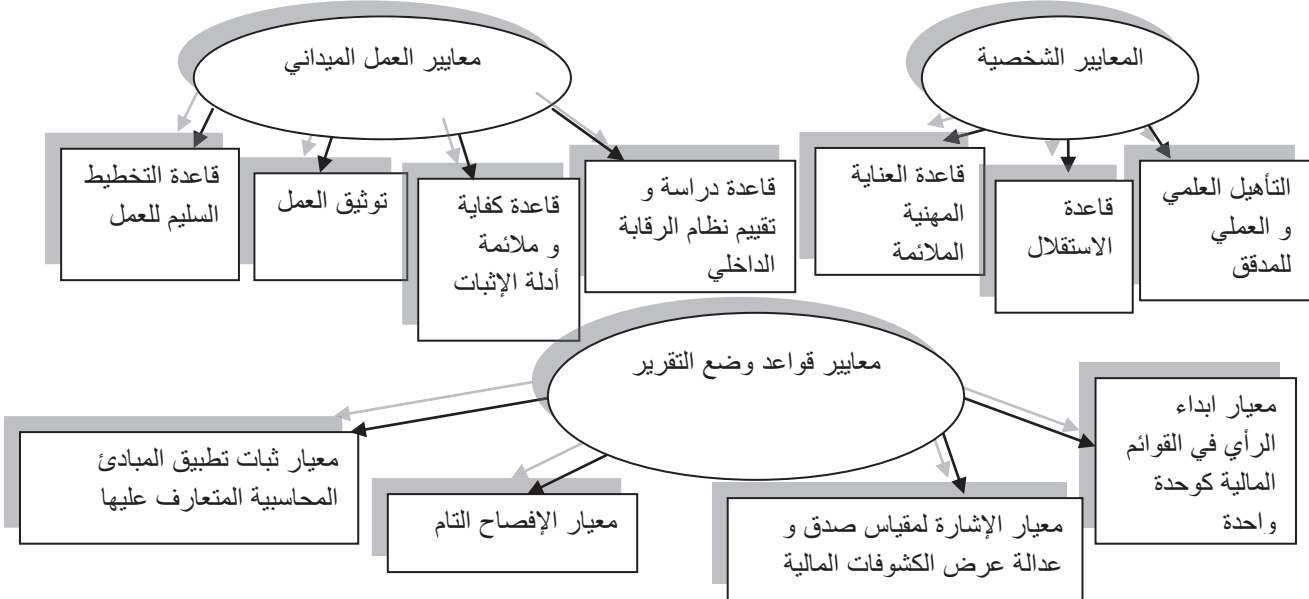 المعايير الشخصية
التأهيل العلمي
و العملي
للمدقق
قاعدة
الاستقلال
قاعدة العناية
المهنية
الملائمة
معايير العمل الميداني
قاعدة دراسة و
تقييم نظام الرقابة
الداخلي
قاعدة كفاية
و ملائمة
أدلة الإثبات
توثيق العمل
قاعدة التخطيط
السليم للعمل
معايير قواعد وضع التقرير
معيار ابداء
الرأي في القوائم
المالية كوحدة
واحدة
معيار الإشارة لمقياس صدق و
عدالة عرض الكشوفات المالية
معيار الإفصاح التام
معيار ثبات تطبيق المبادئ
المحاسبية المتعارف عليها